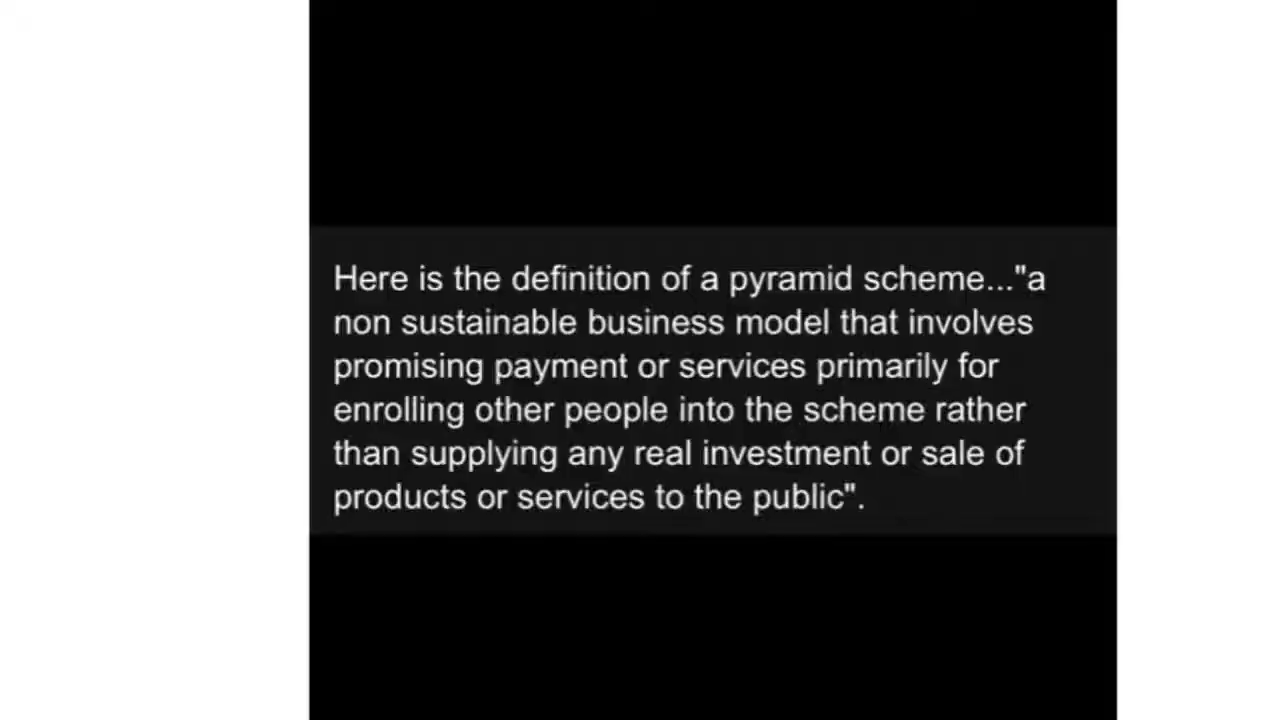 Here is the definition of a pyramid scheme..."a
non sustainable business model that involves
promising payment or services primarily for
enrolling other people into the scheme rather
than supplying any real investment or sale of
products or services to the public".